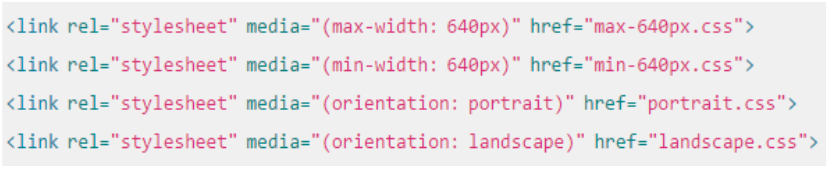 <link rel="stylesheet" media="(max-width: 640px)" href="max-640px.css">
<link rel="stylesheet" media="(min-width: 640px)" href="min-640px.css">
<link rel="stylesheet" media="(orientation: portrait)" href="portrait.css">
<link rel="stylesheet" media="(orientation: landscape)" href="landscape.css">